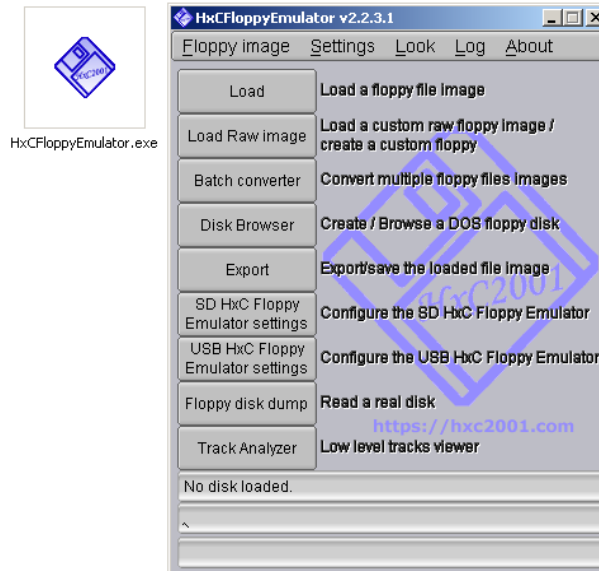 HxC2001
HxCFloppyEmulator.exe
HxCFloppyEmulator v2.2.3.1
Floppy image Settings Look Log About
Load Load a floppy file image
Load Raw image Load a custom raw floppy image /
create a custom floppy
Batch converter Convert multiple floppy files images
Disk Browser Create / Browse a DOS floppy disk
Export Export/save the loaded file image
HxC2001
SD HxC Floppy
Emulator settings Configure the SD HxC Floppy Emulator
USB HxC Floppy
Emulator settings Configure the USB HxC Floppy Emulator
Floppy disk dump Read a real disk
https://hxc2001.com
Track Analyzer Low level tracks viewer
No disk loaded.